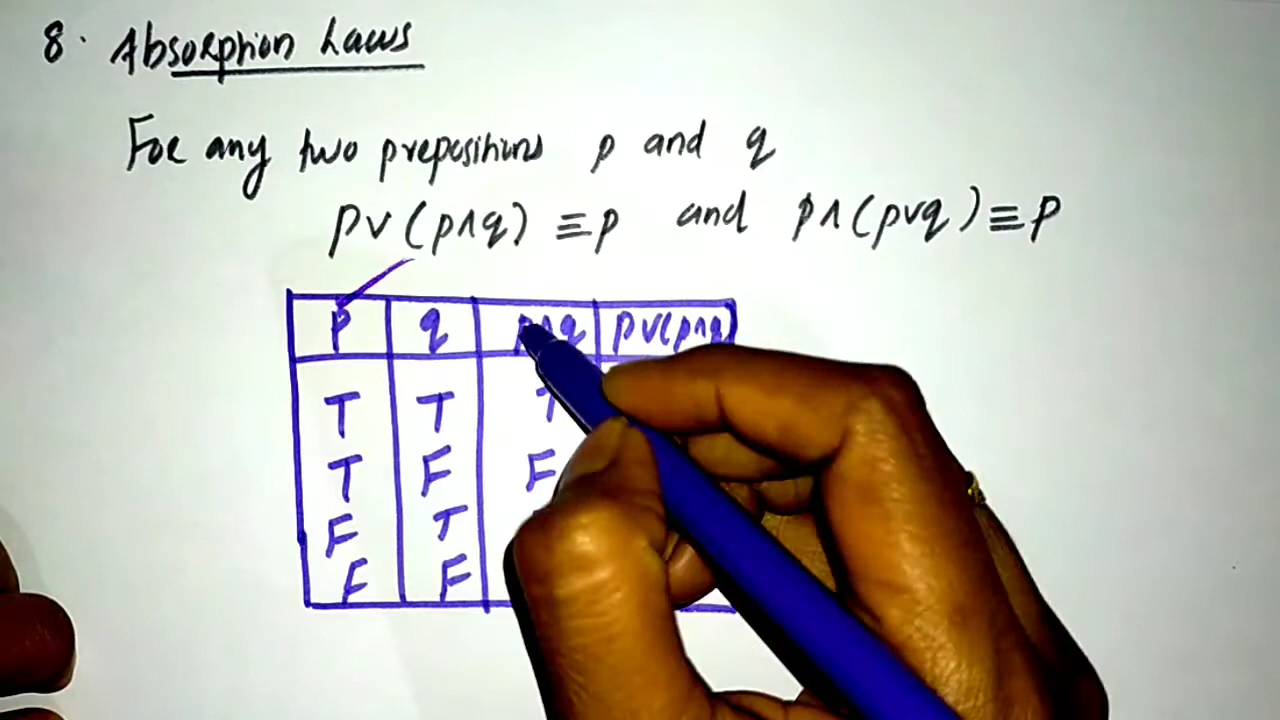 8. Absorption Laws
For any two prepositions p and q
p∨(p∧q) ≡p and p∧(p∨q)≡p
p q p∧q p∨(p∧q)
T T T
T F F
F T
F F